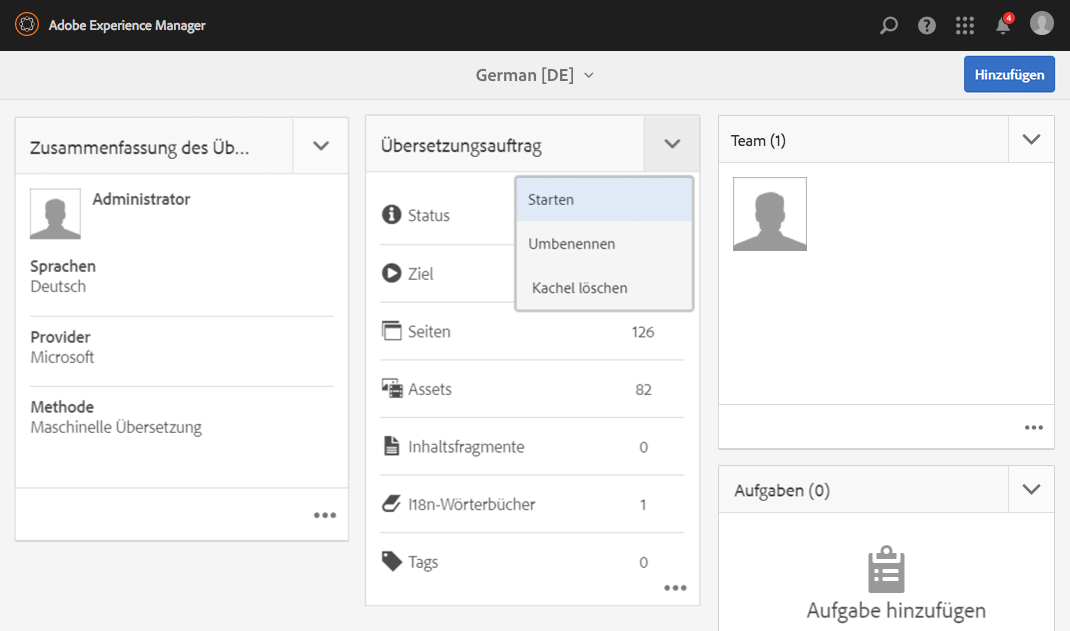 Adobe Experience Manager
4
German [DE]
Hinzufügen
Zusammenfassung des Üb...
Administrator
Sprachen
Deutsch
Provider
Microsoft
Methode
Maschinelle Übersetzung
Übersetzungsauftrag
Starten
Umbenennen
Kachel löschen
Status
Ziel
Seiten 126
Assets 82
Inhaltsfragmente 0
I18n-Wörterbücher 1
Tags 0
Team (1)
Aufgaben (0)
Aufgabe hinzufügen